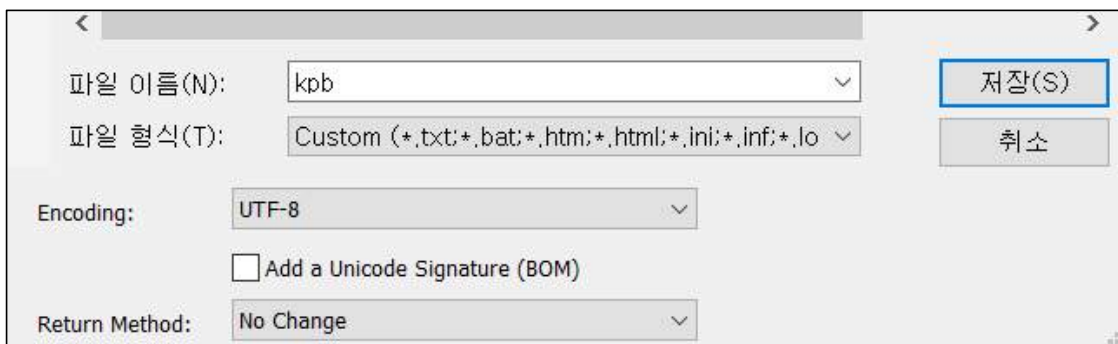 파일 이름(N): kpb 저장(S)
파일 형식(T): Custom (*.txt;*.bat;*.htm;*.html;*.ini;*.inf;*.lo 취소
Encoding: UTF-8
Add a Unicode Signature (BOM)
Return Method: No Change